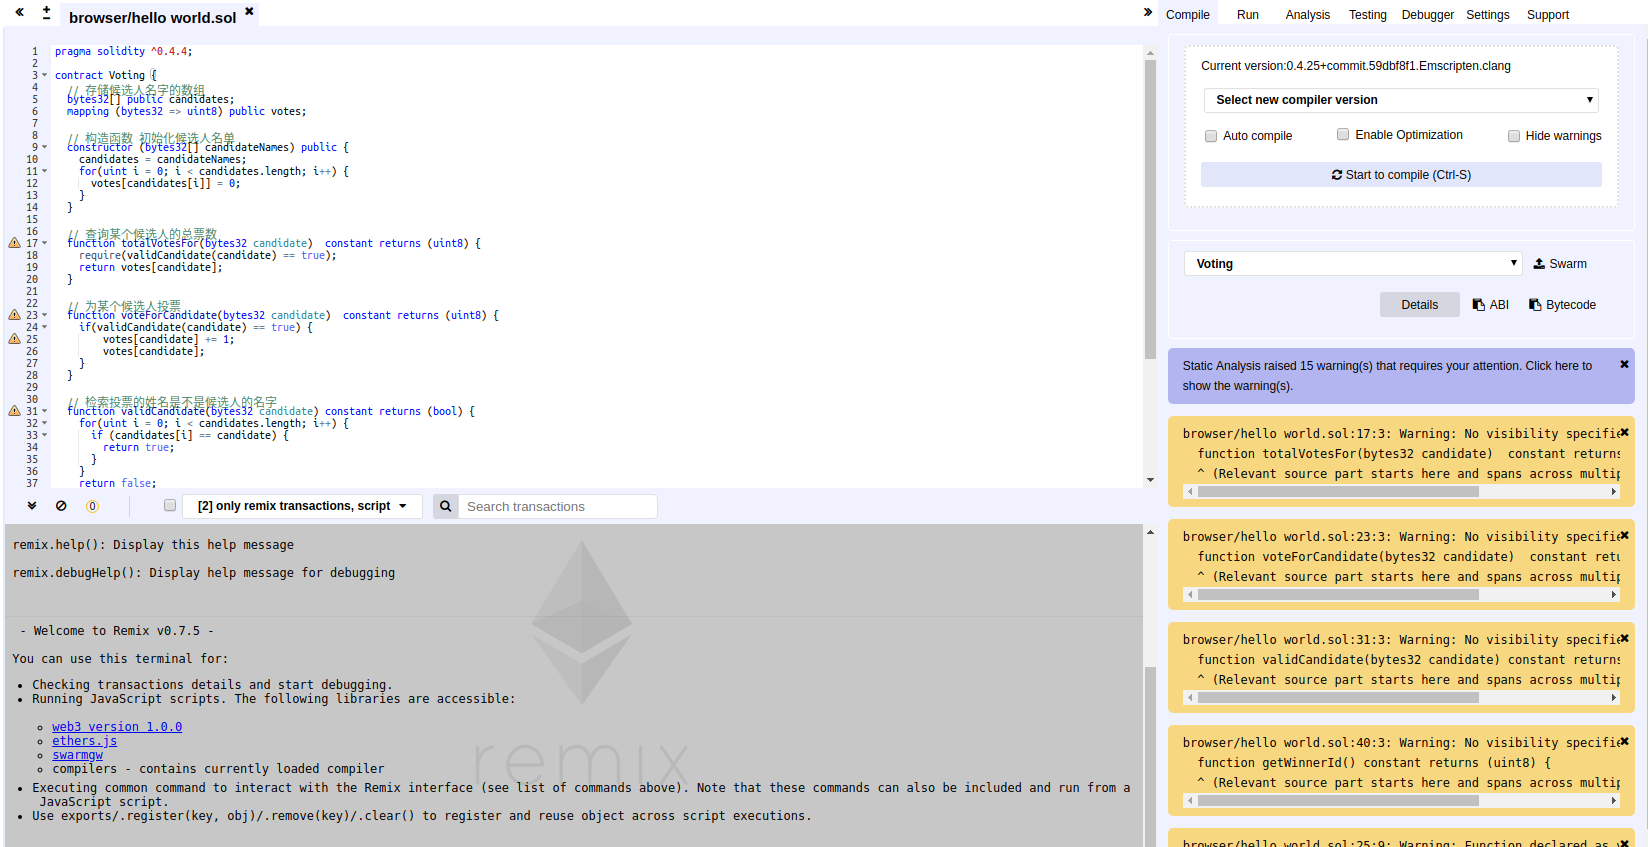 browser/hello world.sol
Compile Run Analysis Testing Debugger Settings Support
1 pragma solidity ^0.4.4;
2
3 contract Voting {
4 // 存储候选人名字的数组
5 bytes32[] public candidates;
6 mapping (bytes32 => uint8) public votes;
7
8 // 构造函数 初始化候选人名单
9 constructor (bytes32[] candidateNames) public {
10 candidates = candidateNames;
11 for(uint i = 0; i < candidates.length; i++) {
12 votes[candidates[i]] = 0;
13 }
14 }
15
16 // 查询某个候选人的总票数
17 function totalVotesFor(bytes32 candidate)  constant returns (uint8) {
18 require(validCandidate(candidate) == true);
19 return votes[candidate];
20 }
21
22 // 为某个候选人投票
23 function voteForCandidate(bytes32 candidate)  constant returns (uint8) {
24 if(validCandidate(candidate) == true) {
25 votes[candidate] += 1;
26 votes[candidate];
27 }
28 }
29
30 // 检索投票的姓名是不是候选人的名字
31 function validCandidate(bytes32 candidate) constant returns (bool) {
32 for(uint i = 0; i < candidates.length; i++) {
33 if (candidates[i] == candidate) {
34 return true;
35 }
36 }
37 return false;
0
[2] only remix transactions, script
Search transactions
remix.help(): Display this help message
remix.debugHelp(): Display help message for debugging
- Welcome to Remix v0.7.5 -
You can use this terminal for:
• Checking transactions details and start debugging.
• Running JavaScript scripts. The following libraries are accessible:
web3 version 1.0.0
ethers.js
swarmgw
compilers - contains currently loaded compiler
• Executing common command to interact with the Remix interface (see list of commands above). Note that these commands can also be included and run from a
JavaScript script.
• Use exports/.register(key, obj)/.remove(key)/.clear() to register and reuse object across script executions.
remix
Current version:0.4.25+commit.59dbf8f1.Emscripten.clang
Select new compiler version
Auto compile
Enable Optimization
Hide warnings
Start to compile (Ctrl-S)
Voting
Swarm
Details
ABI
Bytecode
Static Analysis raised 15 warning(s) that requires your attention. Click here to
show the warning(s).
browser/hello world.sol:17:3: Warning: No visibility specifie
function totalVotesFor(bytes32 candidate)  constant returns
^ (Relevant source part starts here and spans across multip
browser/hello world.sol:23:3: Warning: No visibility specifie
function voteForCandidate(bytes32 candidate)  constant retu
^ (Relevant source part starts here and spans across multip
browser/hello world.sol:31:3: Warning: No visibility specifie
function validCandidate(bytes32 candidate) constant returns
^ (Relevant source part starts here and spans across multip
browser/hello world.sol:40:3: Warning: No visibility specifie
function getWinnerId() constant returns (uint8) {
^ (Relevant source part starts here and spans across multip
browser/hello world.sol:25:9: Warning: Function declared as